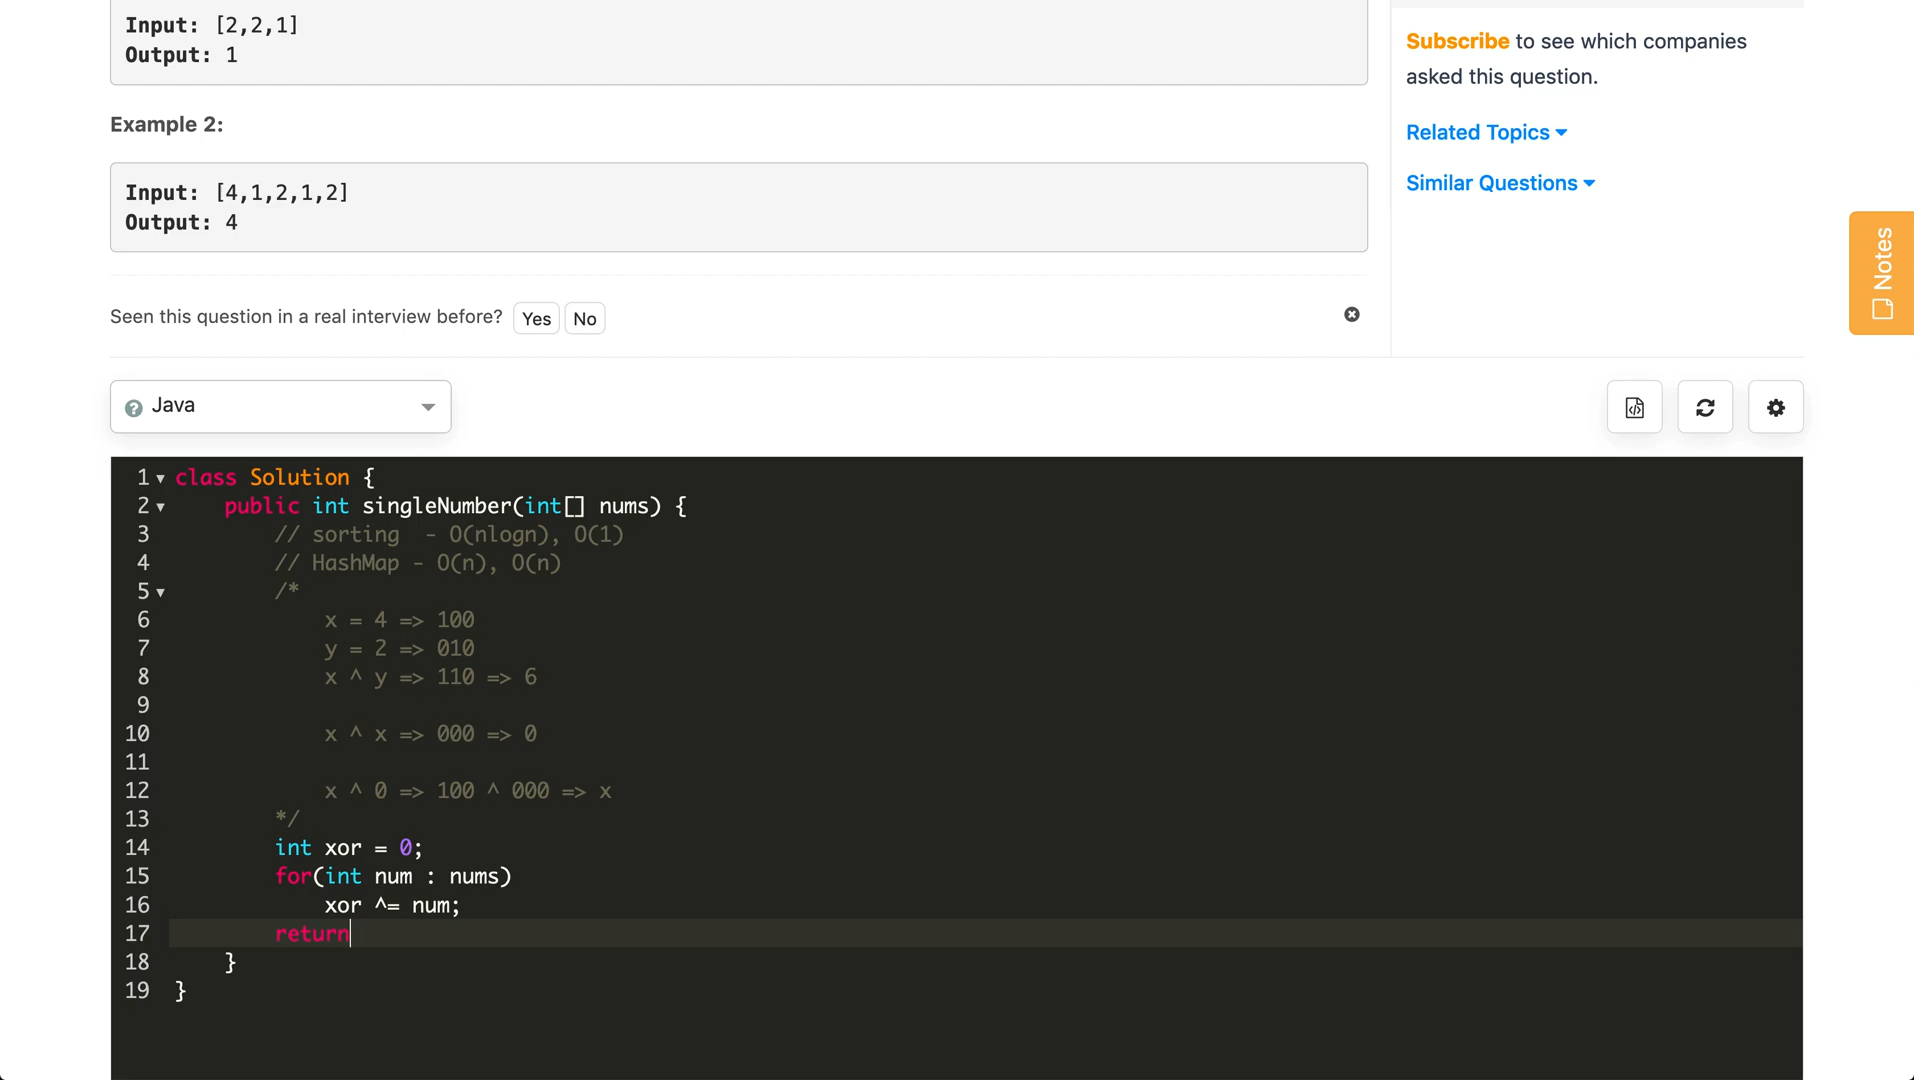 Input: [2,2,1]
Output: 1
Subscribe to see which companies
asked this question.
Example 2:
Related Topics
Input: [4,1,2,1,2]
Output: 4
Similar Questions
Notes
Seen this question in a real interview before? Yes No
Java
1 class Solution {
2 public int singleNumber(int[] nums) {
3 // sorting  - O(nlogn), O(1)
4 // HashMap - O(n), O(n)
5 /*
6 x = 4 => 100
7 y = 2 => 010
8 x ^ y => 110 => 6
9
10 x ^ x => 000 => 0
11
12 x ^ 0 => 100 ^ 000 => x
13 */
14 int xor = 0;
15 for(int num : nums)
16 xor ^= num;
17 return
18 }
19 }